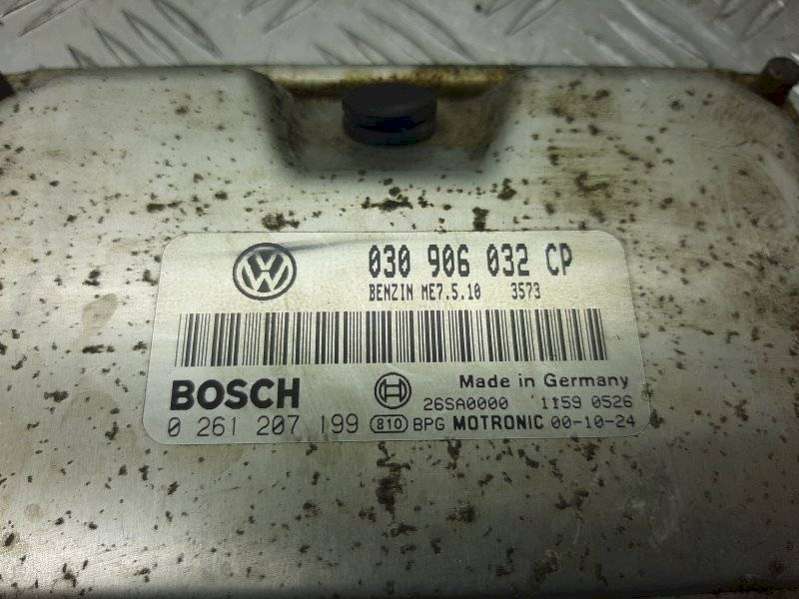 030 906 032 CP
BENZIN ME7.5.10 3573
BOSCH Made in Germany
26SA0000 1159 0526
0 261 207 199 810 BPG MOTRONIC 00-10-24